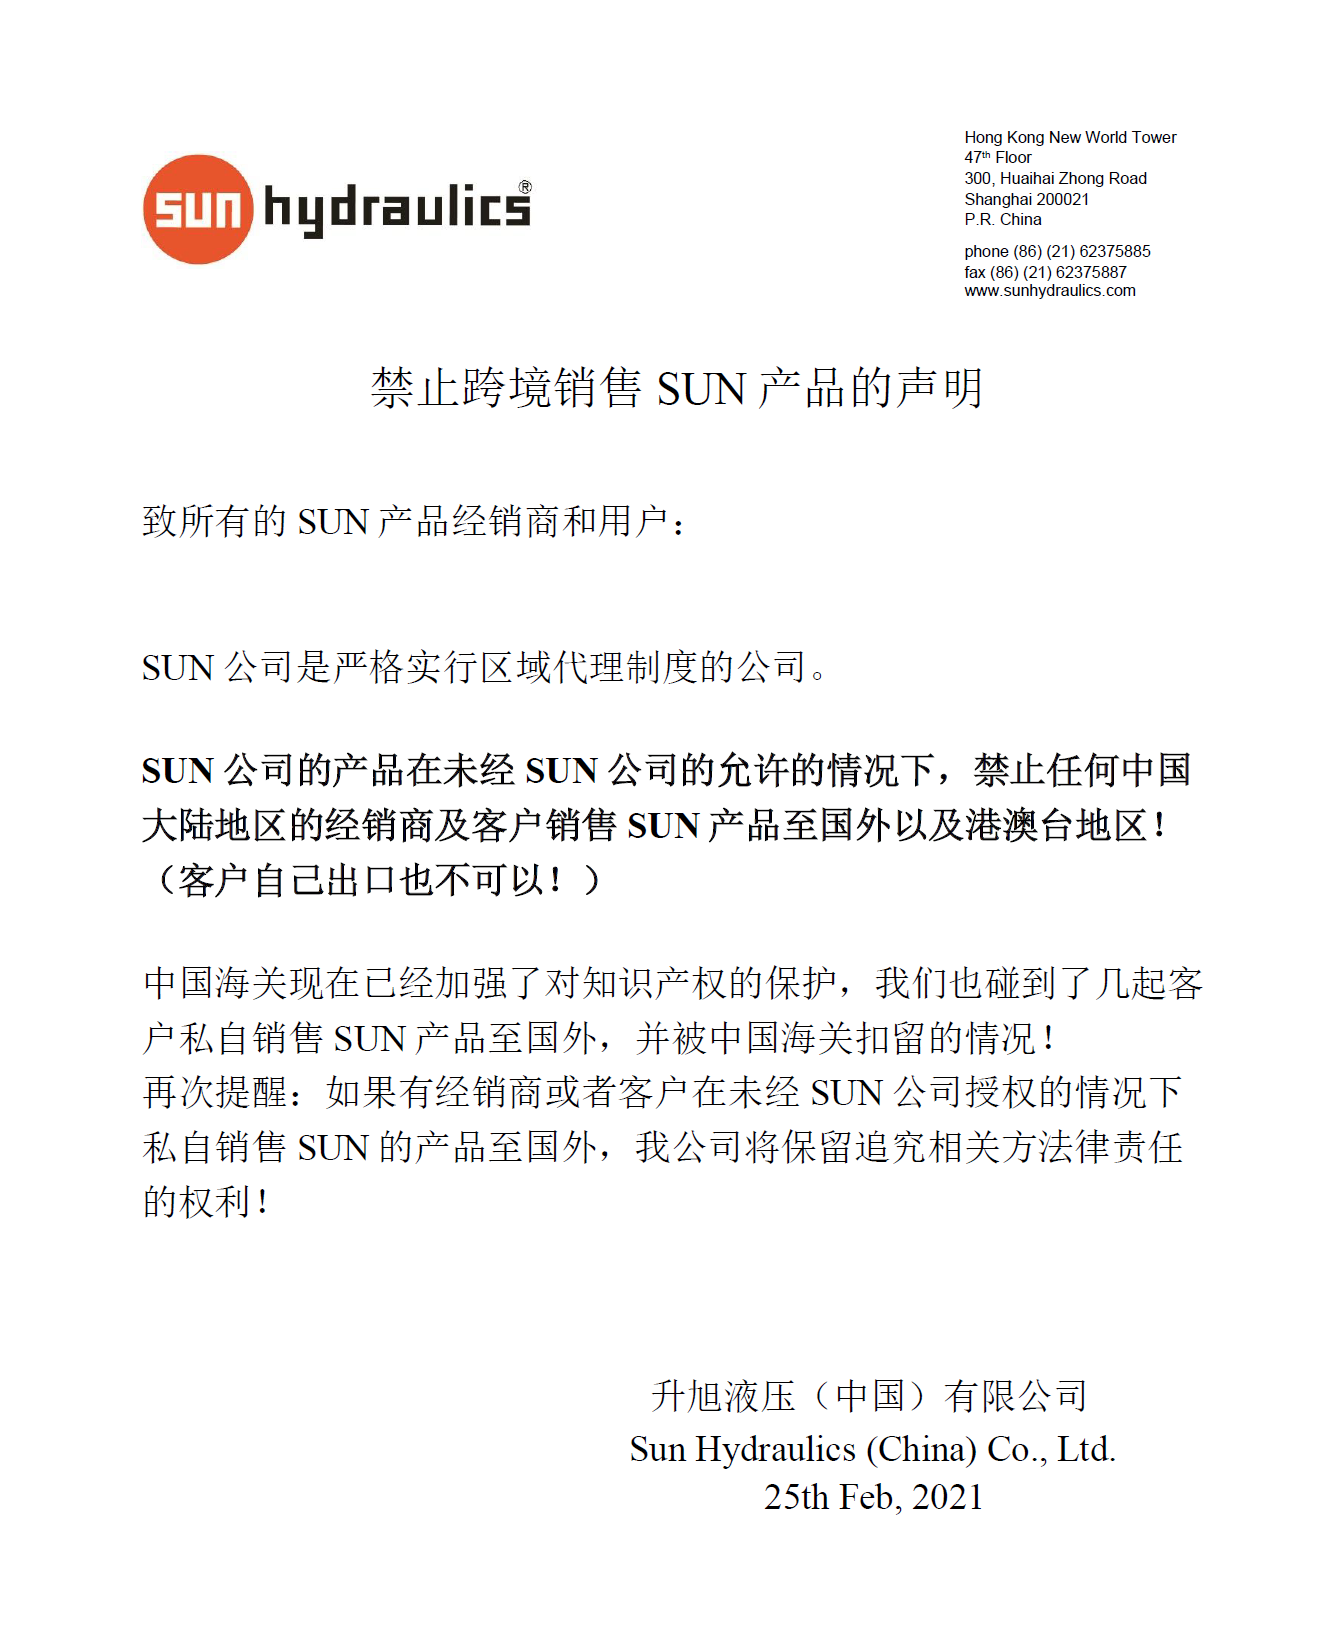 sun hydraulics®
Hong Kong New World Tower
47th Floor
300, Huaihai Zhong Road
Shanghai 200021
P.R. China
phone (86) (21) 62375885
fax (86) (21) 62375887
www.sunhydraulics.com
禁止跨境销售 SUN 产品的声明
致所有的 SUN 产品经销商和用户：
SUN 公司是严格实行区域代理制度的公司。
SUN 公司的产品在未经 SUN 公司的允许的情况下，禁止任何中国
大陆地区的经销商及客户销售 SUN 产品至国外以及港澳台地区！
（客户自己出口也不可以！）
中国海关现在已经加强了对知识产权的保护，我们也碰到了几起客
户私自销售 SUN 产品至国外，并被中国海关扣留的情况！
再次提醒：如果有经销商或者客户在未经 SUN 公司授权的情况下
私自销售 SUN 的产品至国外，我公司将保留追究相关方法律责任
的权利！
升旭液压（中国）有限公司
Sun Hydraulics (China) Co., Ltd.
25th Feb, 2021